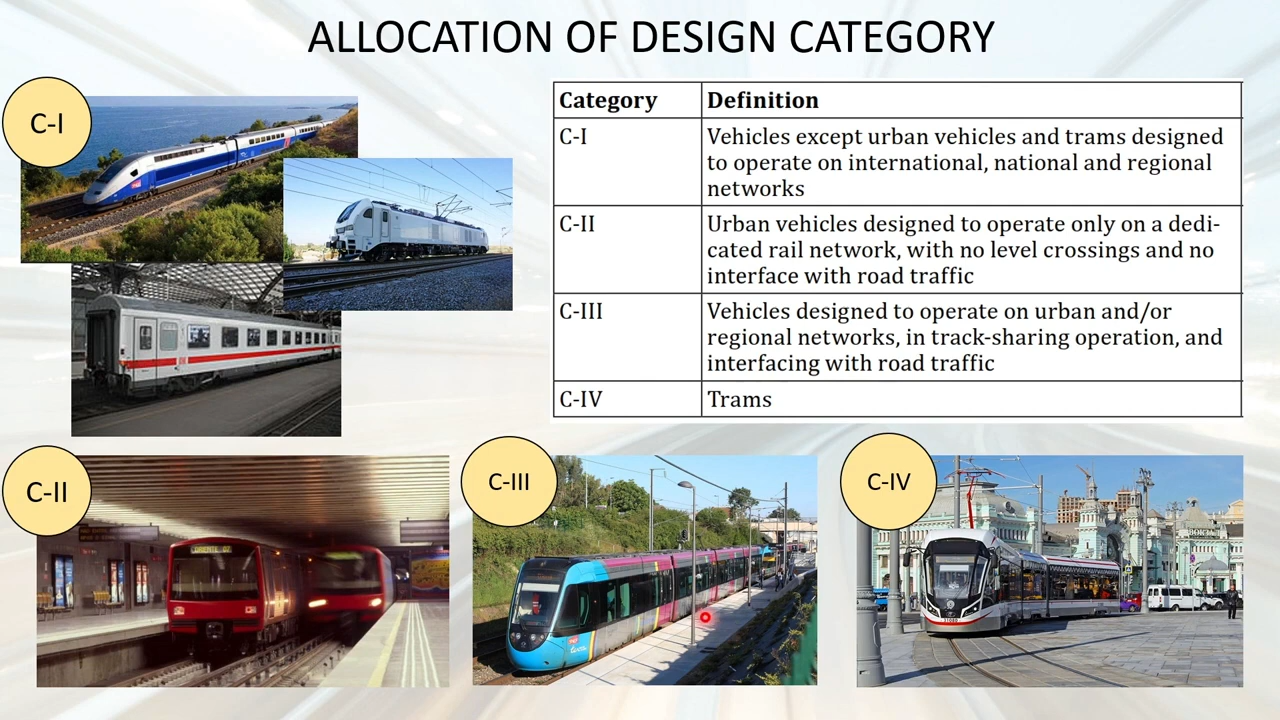 ALLOCATION OF DESIGN CATEGORY
C-I
Category Definition
C-I Vehicles except urban vehicles and trams designed
to operate on international, national and regional
networks
C-II Urban vehicles designed to operate only on a dedi-
cated rail network, with no level crossings and no
interface with road traffic
C-III Vehicles designed to operate on urban and/or
regional networks, in track-sharing operation, and
interfacing with road traffic
C-IV Trams
C-II
C-III
C-IV